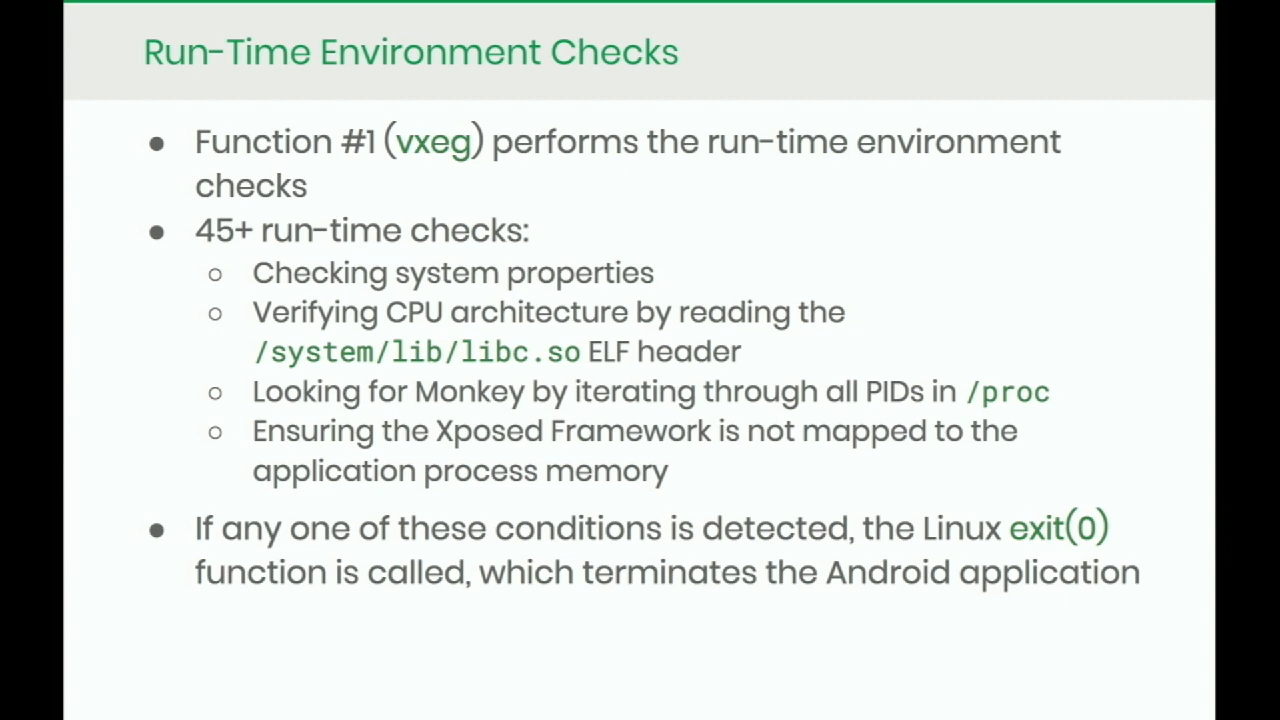 Run-Time Environment Checks
● Function #1 (vxeg) performs the run-time environment
checks
● 45+ run-time checks:
○ Checking system properties
○ Verifying CPU architecture by reading the
/system/lib/libc.so ELF header
○ Looking for Monkey by iterating through all PIDs in /proc
○ Ensuring the Xposed Framework is not mapped to the
application process memory
● If any one of these conditions is detected, the Linux exit(0)
function is called, which terminates the Android application